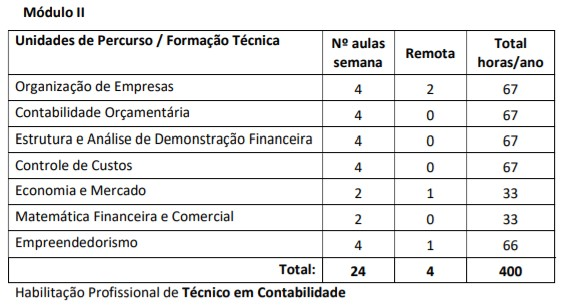 Módulo II
Unidades de Percurso / Formação Técnica Nº aulas semana Remota Total horas/ano
Organização de Empresas 4 2 67
Contabilidade Orçamentária 4 0 67
Estrutura e Análise de Demonstração Financeira 4 0 67
Controle de Custos 4 0 67
Economia e Mercado 2 1 33
Matemática Financeira e Comercial 2 0 33
Empreendedorismo 4 1 66
Total: 24 4 400
Habilitação Profissional de Técnico em Contabilidade